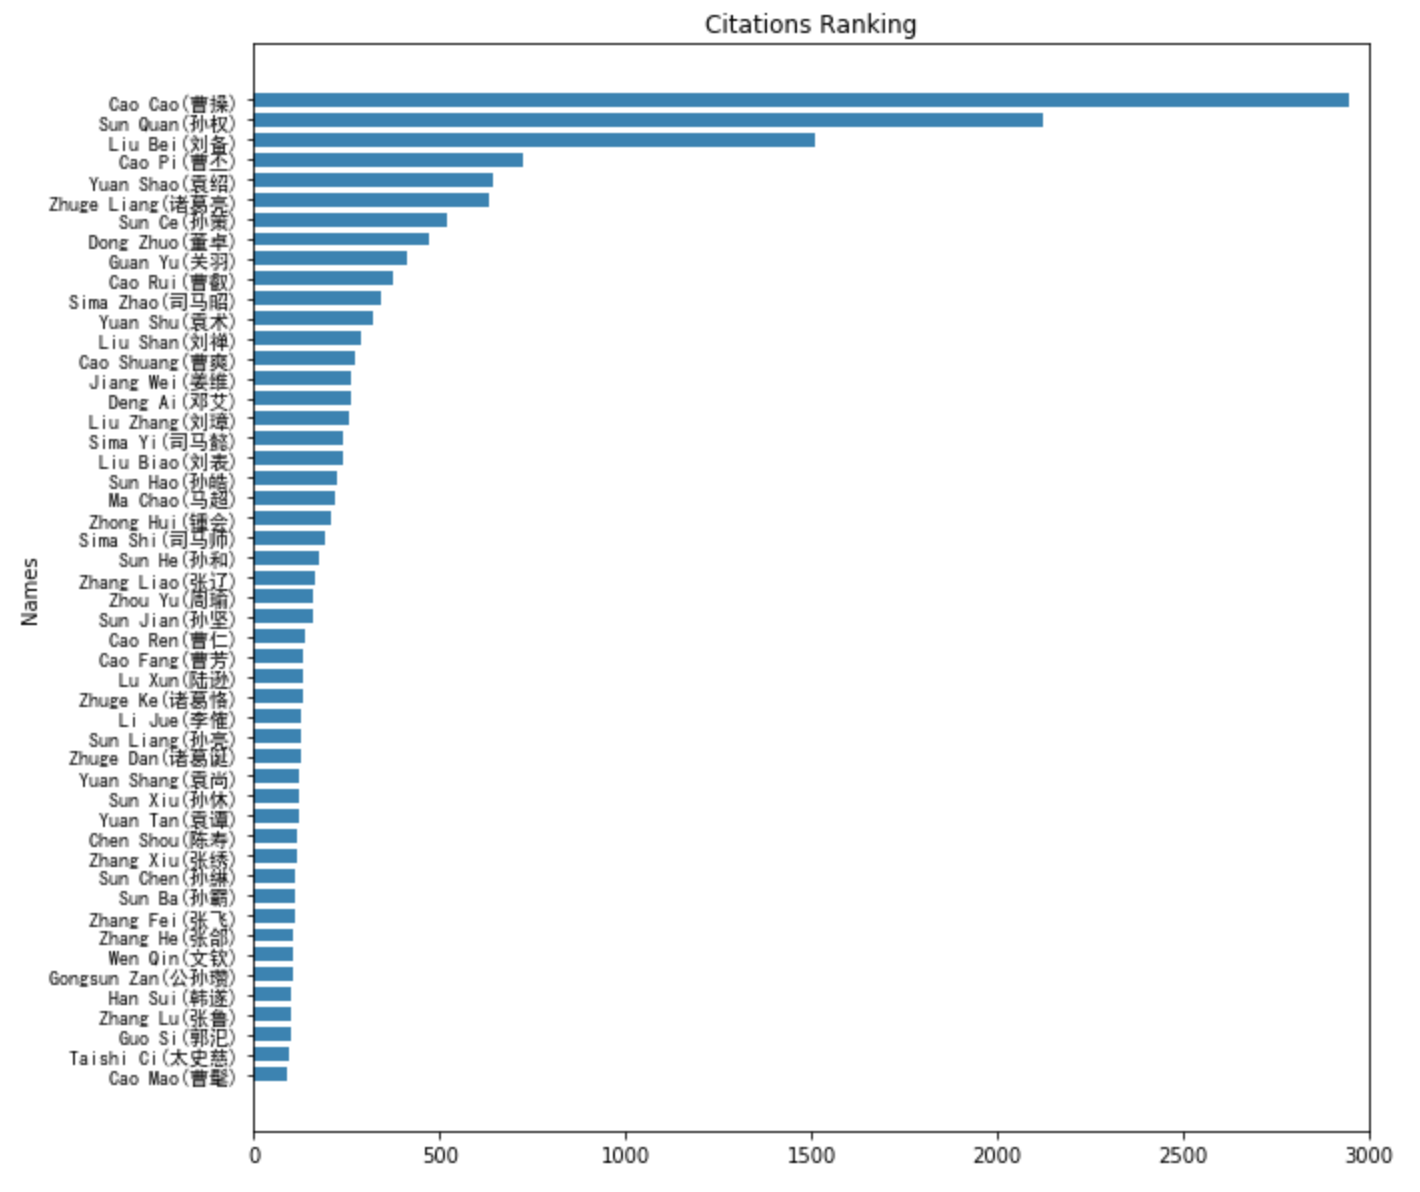 Citations Ranking
Cao Cao(曹操)
Sun Quan(孙权)
Liu Bei(刘备)
Cao Pi(曹丕)
Yuan Shao(袁绍)
Zhuge Liang(诸葛亮)
Sun Ce(孙策)
Dong Zhuo(董卓)
Guan Yu(关羽)
Cao Rui(曹叡)
Sima Zhao(司马昭)
Yuan Shu(袁术)
Liu Shan(刘禅)
Cao Shuang(曹爽)
Jiang Wei(姜维)
Deng Ai(邓艾)
Liu Zhang(刘璋)
Sima Yi(司马懿)
Liu Biao(刘表)
Sun Hao(孙皓)
Ma Chao(马超)
Zhong Hui(锺会)
Sima Shi(司马师)
Sun He(孙和)
Zhang Liao(张辽)
Zhou Yu(周瑜)
Sun Jian(孙坚)
Cao Ren(曹仁)
Cao Fang(曹芳)
Lu Xun(陆逊)
Zhuge Ke(诸葛恪)
Li Jue(李傕)
Sun Liang(孙亮)
Zhuge Dan(诸葛诞)
Yuan Shang(袁尚)
Sun Xiu(孙休)
Yuan Tan(袁谭)
Chen Shou(陈寿)
Zhang Xiu(张绣)
Sun Chen(孙綝)
Sun Ba(孙霸)
Zhang Fei(张飞)
Zhang He(张郃)
Wen Qin(文钦)
Gongsun Zan(公孙瓒)
Han Sui(韩遂)
Zhang Lu(张鲁)
Guo Si(郭汜)
Taishi Ci(太史慈)
Cao Mao(曹髦)
Names
0 500 1000 1500 2000 2500 3000